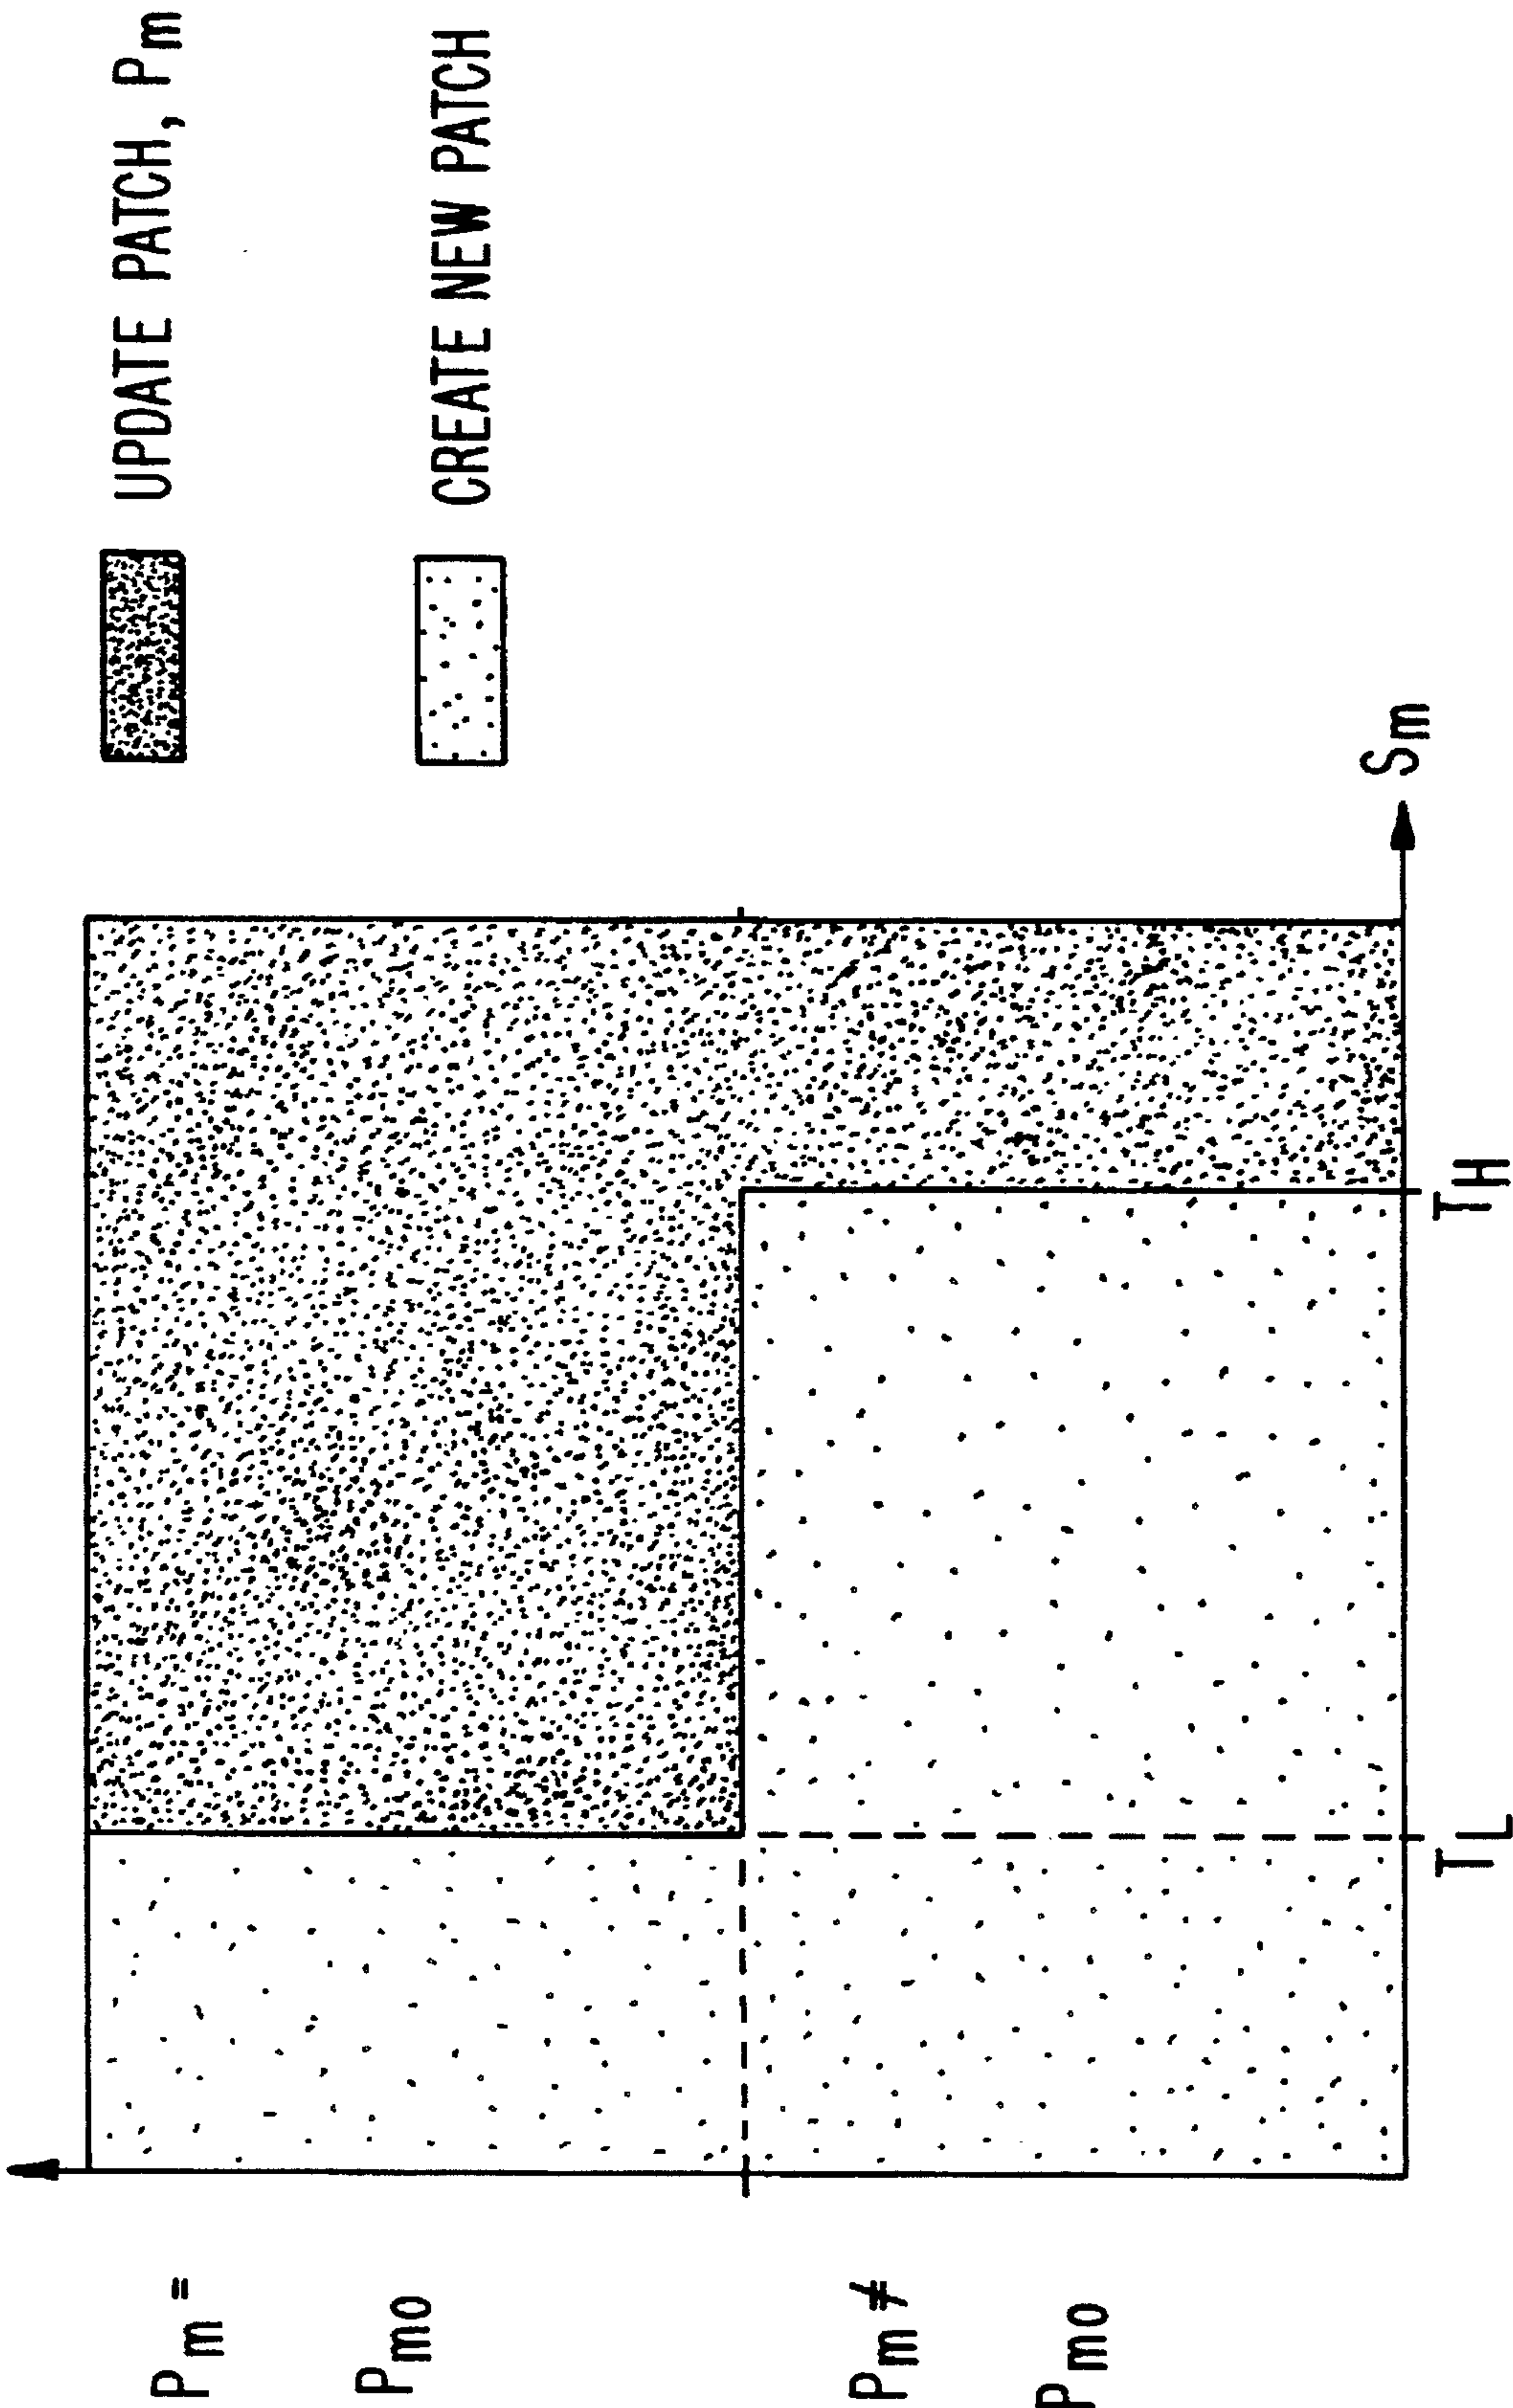 UPDATE PATCH, Pm
CREATE NEW PATCH
Pm=
Pmo
Pm≠
Pmo
TL
TH
Sm